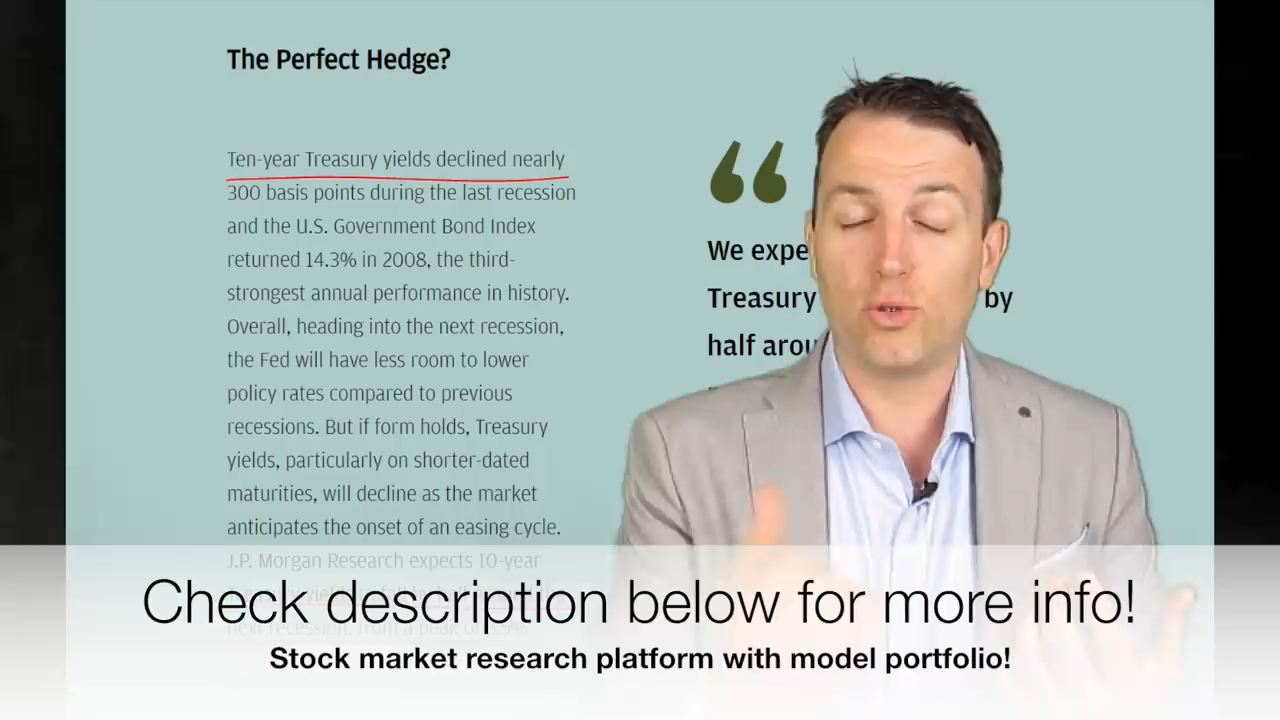 The Perfect Hedge?
Ten-year Treasury yields declined nearly
300 basis points during the last recession
and the U.S. Government Bond Index
returned 14.3% in 2008, the third-
strongest annual performance in history.
Overall, heading into the next recession,
the Fed will have less room to lower
policy rates compared to previous
recessions. But if form holds, Treasury
yields, particularly on shorter-dated
maturities, will decline as the market
anticipates the onset of an easing cycle.
J.P. Morgan Research expects 10-year
“
We expe
Treasury by
half arou
Check description below for more info!
Stock market research platform with model portfolio!